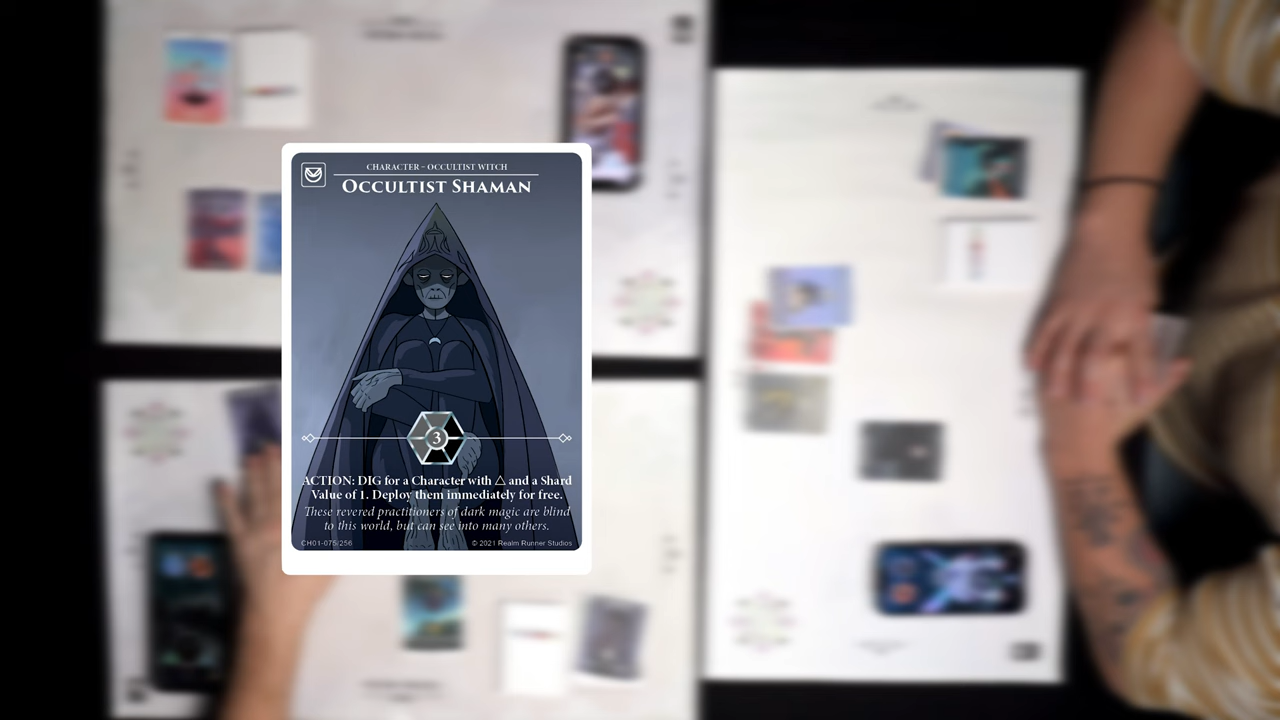 CHARACTER – OCCULTIST WITCH
OCCULTIST SHAMAN
3
ACTION: DIG for a Character with △ and a Shard
Value of 1. Deploy them immediately for free.
These revered practitioners of dark magic are blind
to this world, but can see into many others.
CH01-075/256
© 2021 Realm Runner Studios